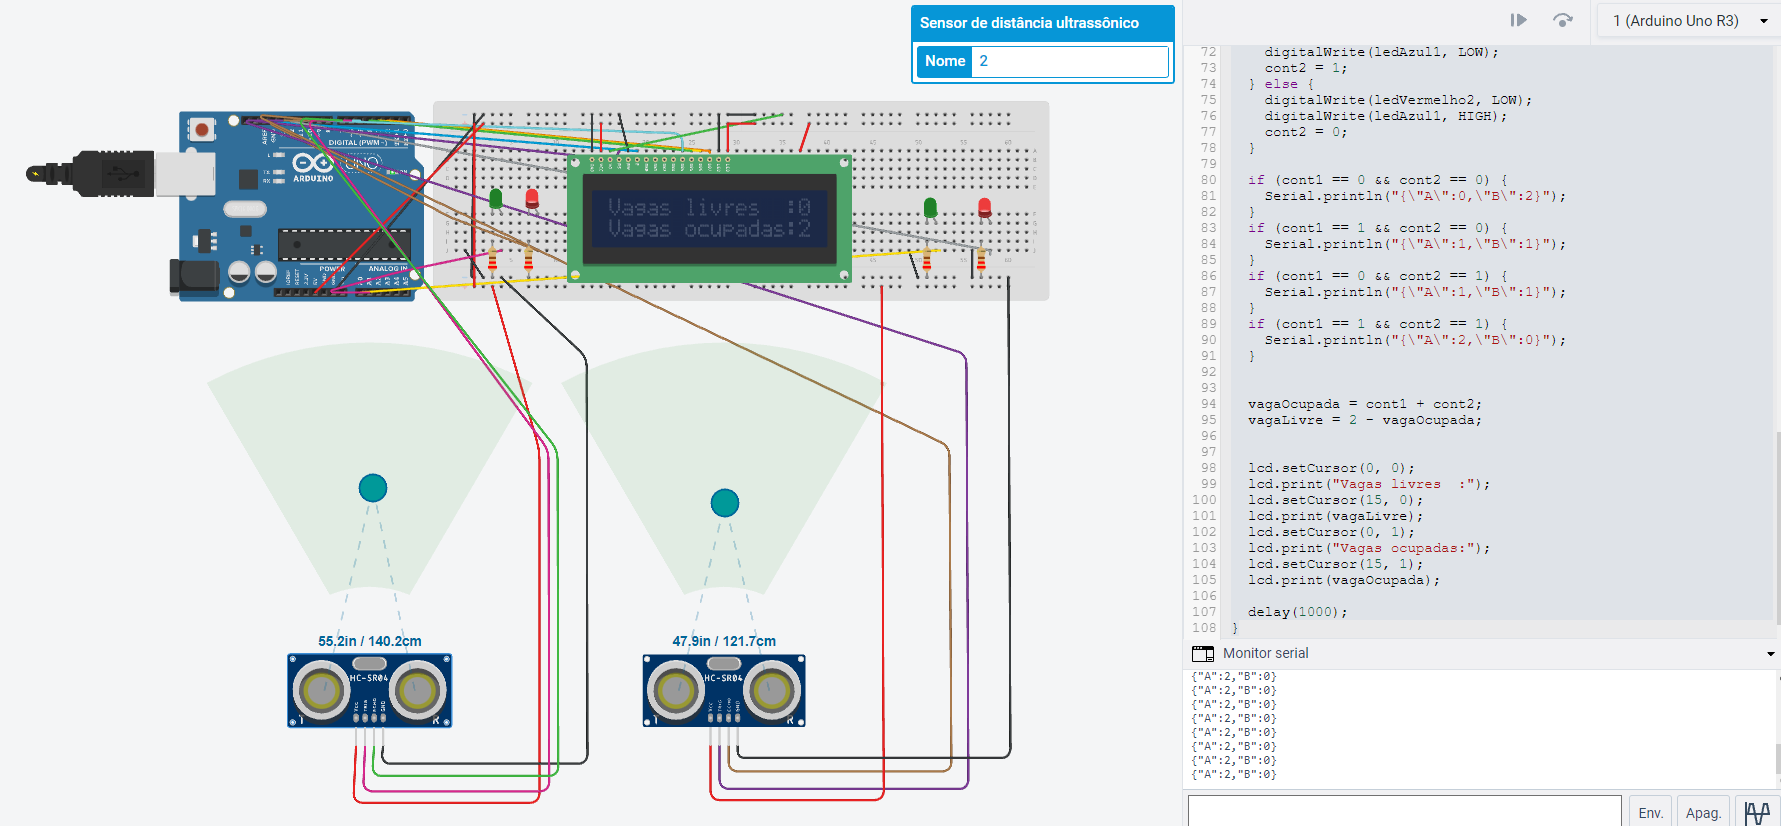 Sensor de distância ultrassônico
Nome 2
1 (Arduino Uno R3)
DIGITAL (PWM~)
UNO
ARDUINO
TX
RX
L
POWER
ANALOG IN
Vagas livres  :0
Vagas ocupadas:2
55.2in / 140.2cm
HC-SR04
T
R
47.9in / 121.7cm
HC-SR04
T
R
72 digitalWrite(ledAzul1, LOW);
73 cont2 = 1;
74 } else {
75 digitalWrite(ledVermelho2, LOW);
76 digitalWrite(ledAzul1, HIGH);
77 cont2 = 0;
78 }
79
80 if (cont1 == 0 && cont2 == 0) {
81 Serial.println("{\"A\":0,\"B\":2}");
82 }
83 if (cont1 == 1 && cont2 == 0) {
84 Serial.println("{\"A\":1,\"B\":1}");
85 }
86 if (cont1 == 0 && cont2 == 1) {
87 Serial.println("{\"A\":1,\"B\":1}");
88 }
89 if (cont1 == 1 && cont2 == 1) {
90 Serial.println("{\"A\":2,\"B\":0}");
91 }
92
93
94 vagaOcupada = cont1 + cont2;
95 vagaLivre = 2 - vagaOcupada;
96
97
98 lcd.setCursor(0, 0);
99 lcd.print("Vagas livres  :");
100 lcd.setCursor(15, 0);
101 lcd.print(vagaLivre);
102 lcd.setCursor(0, 1);
103 lcd.print("Vagas ocupadas:");
104 lcd.setCursor(15, 1);
105 lcd.print(vagaOcupada);
106
107 delay(1000);
108 }
Monitor serial
{"A":2,"B":0}
{"A":2,"B":0}
{"A":2,"B":0}
{"A":2,"B":0}
{"A":2,"B":0}
{"A":2,"B":0}
{"A":2,"B":0}
{"A":2,"B":0}
Env.
Apag.